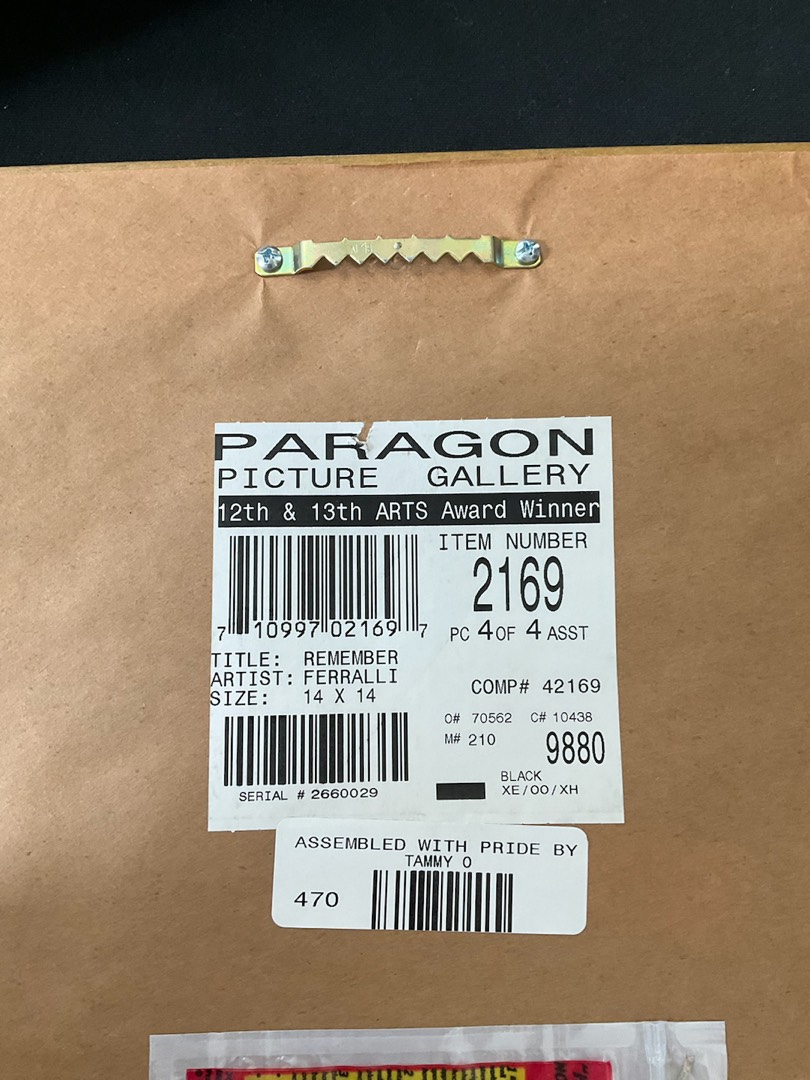 PARAGON
PICTURE GALLERY
12th & 13th ARTS Award Winner
ITEM NUMBER
2169
PC 4 OF 4 ASST
7 10997 02169 7
TITLE: REMEMBER
ARTIST: FERRALLI
SIZE: 14 X 14
COMP# 42169
O# 70562 C# 10438
M# 210 9880
SERIAL # 2660029
BLACK
XE/OO/XH
ASSEMBLED WITH PRIDE BY
TAMMY O
470